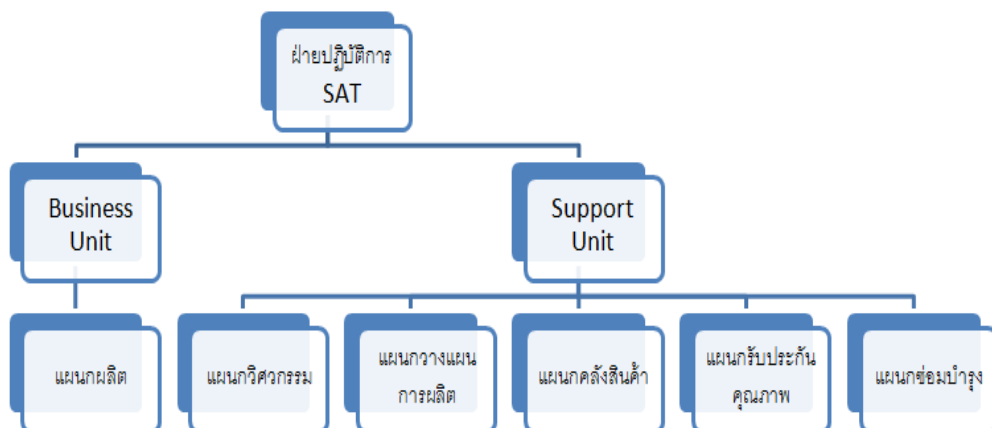 ฝ่ายปฏิบัติการ
SAT
Business
Unit
Support
Unit
แผนกผลิต
แผนกวิศวกรรม
แผนกวางแผน
การผลิต
แผนกคลังสินค้า
แผนกรับประกัน
คุณภาพ
แผนกซ่อมบำรุง